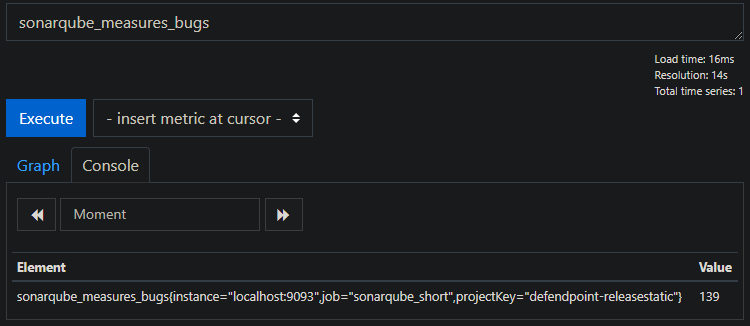 sonarqube_measures_bugs
Load time: 16ms
Resolution: 14s
Total time series: 1
Execute
- insert metric at cursor -
Graph
Console
Moment
Element Value
sonarqube_measures_bugs{instance="localhost:9093",job="sonarqube_short",projectKey="defendpoint-releasestatic"} 139